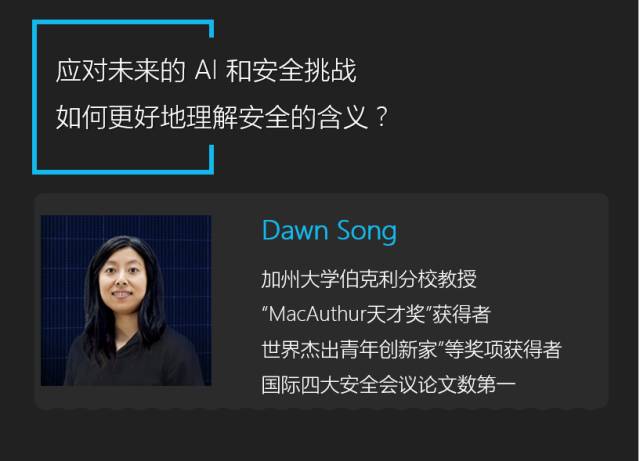 应对未来的 AI 和安全挑战
如何更好地理解安全的含义？
Dawn Song
加州大学伯克利分校教授
“MacAuthur天才奖”获得者
世界杰出青年创新家”等奖项获得者
国际四大安全会议论文数第一